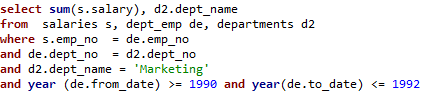 select sum(s.salary), d2.dept_name
from  salaries s, dept_emp de, departments d2
where s.emp_no  = de.emp_no
and de.dept_no  = d2.dept_no
and d2.dept_name = 'Marketing'
and year (de.from_date) >= 1990 and year(de.to_date) <= 1992